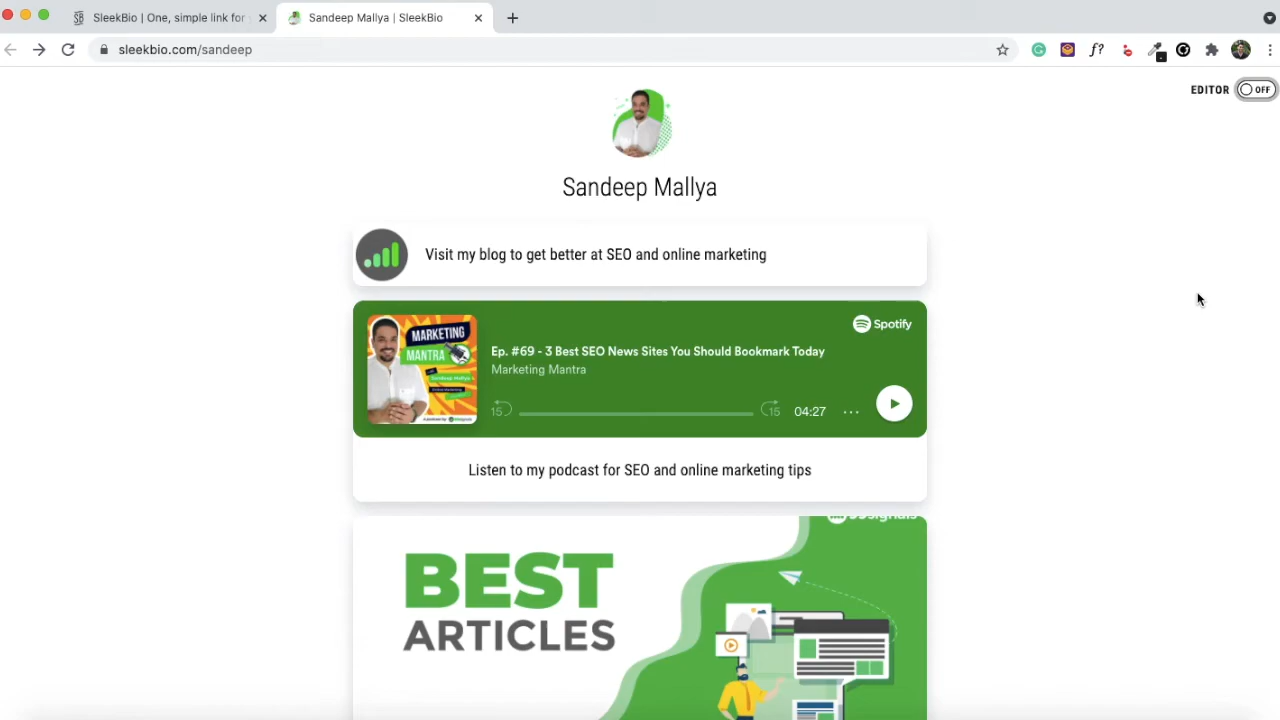 SleekBio | One, simple link for
Sandeep Mallya | SleekBio
sleekbio.com/sandeep
f?
EDITOR
OFF
Sandeep Mallya
Visit my blog to get better at SEO and online marketing
MARKETING
MANTRA
Spotify
Ep. #69 - 3 Best SEO News Sites You Should Bookmark Today
Marketing Mantra
15
15
04:27
Listen to my podcast for SEO and online marketing tips
BEST
ARTICLES